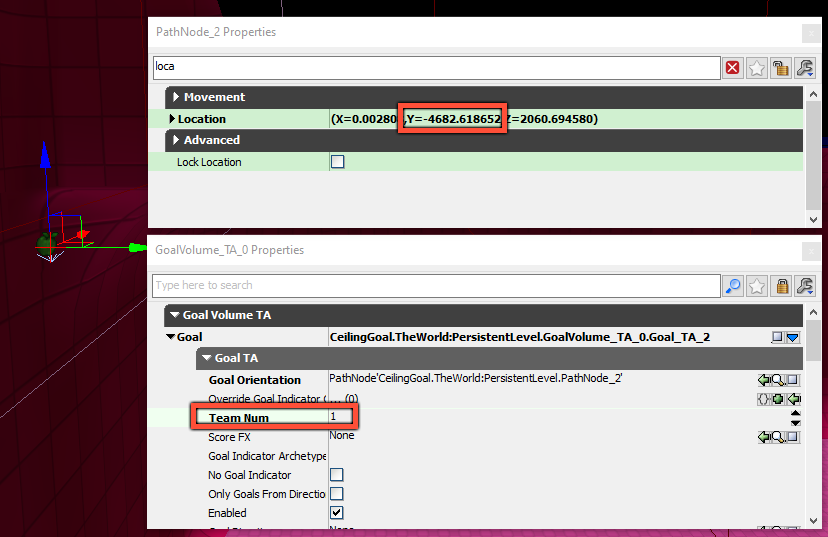 PathNode_2 Properties
loca
Movement
Location (X=0.00280 ,Y=-4682.618652 Z=2060.694580)
Advanced
Lock Location
GoalVolume_TA_0 Properties
Type here to search
Goal Volume TA
Goal CeilingGoal.TheWorld:PersistentLevel.GoalVolume_TA_0.Goal_TA_2
Goal TA
Goal Orientation PathNode'CeilingGoal.TheWorld:PersistentLevel.PathNode_2'
Override Goal Indicator ... (0)
Team Num 1
Score FX None
Goal Indicator Archetype
No Goal Indicator
Only Goals From Directio
Enabled
None